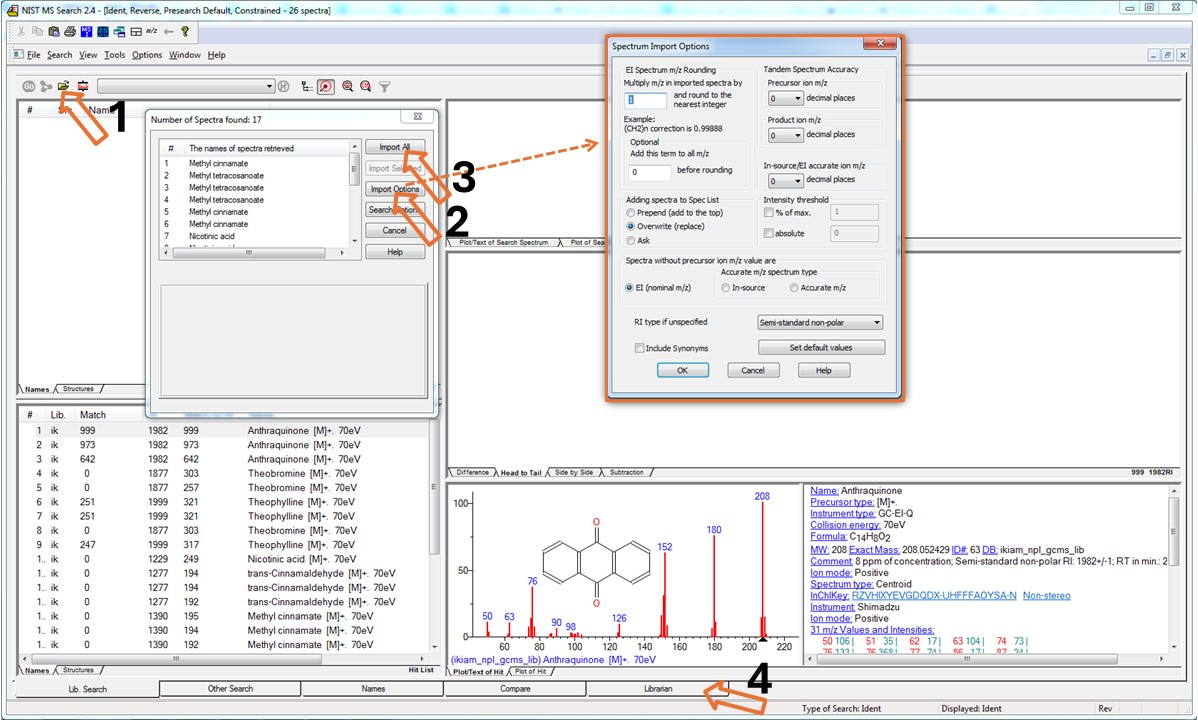 NIST MS Search 2.4 - [Ident, Reverse, Presearch Default, Constrained - 26 spectra]
m/z
File Search View Tools Options Window Help
1
# Name
Number of Spectra found: 17
# The names of spectra retrieved
1 Methyl cinnamate
2 Methyl tetracosanoate
3 Methyl tetracosanoate
4 Methyl tetracosanoate
5 Methyl cinnamate
6 Methyl cinnamate
7 Nicotinic acid
Import All
Import Selected
Import Options
Search Options
Cancel
Help
3
2
Spectrum Import Options
EI Spectrum m/z Rounding
Multiply m/z in imported spectra by
1 and round to the
nearest integer
Example:
(CH2)n correction is 0.99888
Optional
Add this term to all m/z
0 before rounding
Tandem Spectrum Accuracy
Precursor ion m/z
0 decimal places
Product ion m/z
0 decimal places
In-source/EI accurate ion m/z
0 decimal places
Adding spectra to Spec List
Prepend (add to the top)
Overwrite (replace)
Ask
Intensity threshold
% of max. 1
absolute 0
Spectra without precursor ion m/z value are
Accurate m/z spectrum type
EI (nominal m/z) In-source Accurate m/z
RI type if unspecified Semi-standard non-polar
Include Synonyms Set default values
OK Cancel Help
Plot/Text of Search Spectrum Plot of
Names Structures
# Lib. Match
1 ik 999 1982 999 Anthraquinone [M]+. 70eV
2 ik 973 1982 973 Anthraquinone [M]+. 70eV
3 ik 642 1982 642 Anthraquinone [M]+. 70eV
4 ik 0 1877 303 Theobromine [M]+. 70eV
5 ik 0 1877 257 Theobromine [M]+. 70eV
6 ik 251 1999 321 Theophylline [M]+. 70eV
7 ik 251 1999 321 Theophylline [M]+. 70eV
8 ik 0 1877 303 Theobromine [M]+. 70eV
9 ik 247 1999 317 Theophylline [M]+. 70eV
1.. ik 0 1229 249 Nicotinic acid [M]+. 70eV
1.. ik 0 1277 194 trans-Cinnamaldehyde [M]+. 70eV
1.. ik 0 1277 194 trans-Cinnamaldehyde [M]+. 70eV
1.. ik 0 1277 192 trans-Cinnamaldehyde [M]+. 70eV
1.. ik 0 1390 195 Methyl cinnamate [M]+. 70eV
1.. ik 0 1390 194 Methyl cinnamate [M]+. 70eV
1.. ik 0 1390 192 Methyl cinnamate [M]+. 70eV
Names Structures Hit List
Difference Head to Tail Side by Side Subtraction 999 1982RI
100
50
0
50 63 76 90 98 126 152 180 208
O
O
60 80 100 120 140 160 180 200 220
(ikiam_npl_gcms_lib) Anthraquinone [M]+. 70eV
Plot/Text of Hit Plot of Hit
Name: Anthraquinone
Precursor type: [M]+.
Instrument type: GC-EI-Q
Collision energy: 70eV
Formula: C14H8O2
MW: 208 Exact Mass: 208.052429 ID#: 63 DB: ikiam_npl_gcms_lib
Comment: 8 ppm of concentration; Semi-standard non-polar RI: 1982+/-1; RT in min.: 2
Ion mode: Positive
Spectrum type: Centroid
InChIKey: RZVHIXYEVGDQDX-UHFFFAOYSA-N Non-stereo
Instrument: Shimadzu
Ion mode: Positive
31 m/z Values and Intensities:
50 106 | 51 35 | 62 17 | 63 104 | 74 73 |
Lib. Search Other Search Names Compare Librarian
4
Type of Search: Ident Displayed: Ident Rev